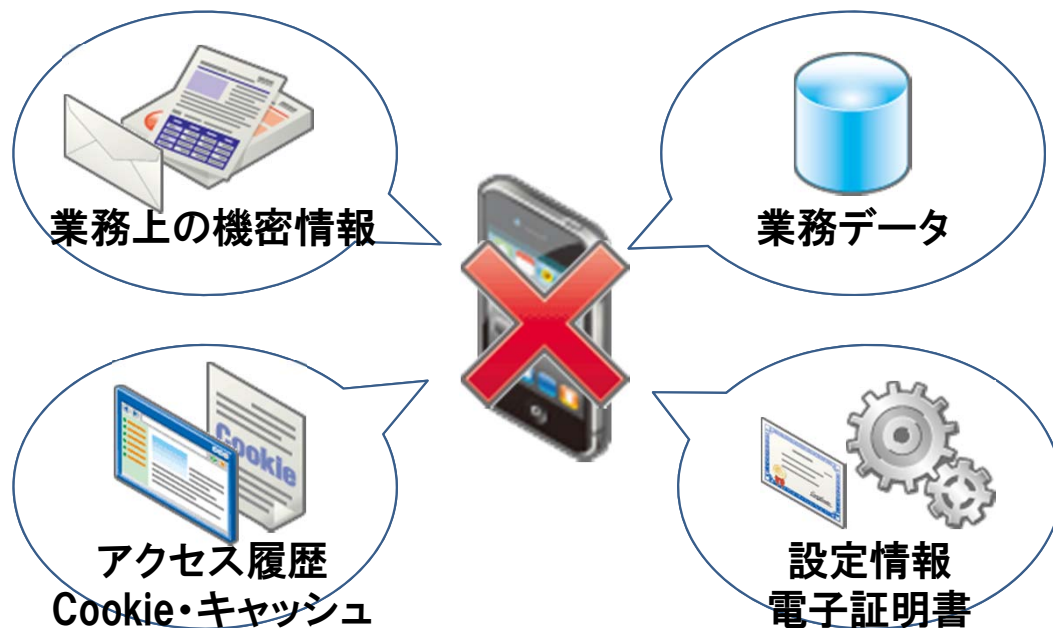 業務上の機密情報
業務データ
Cookie
アクセス履歴
Cookie・キャッシュ
設定情報
電子証明書